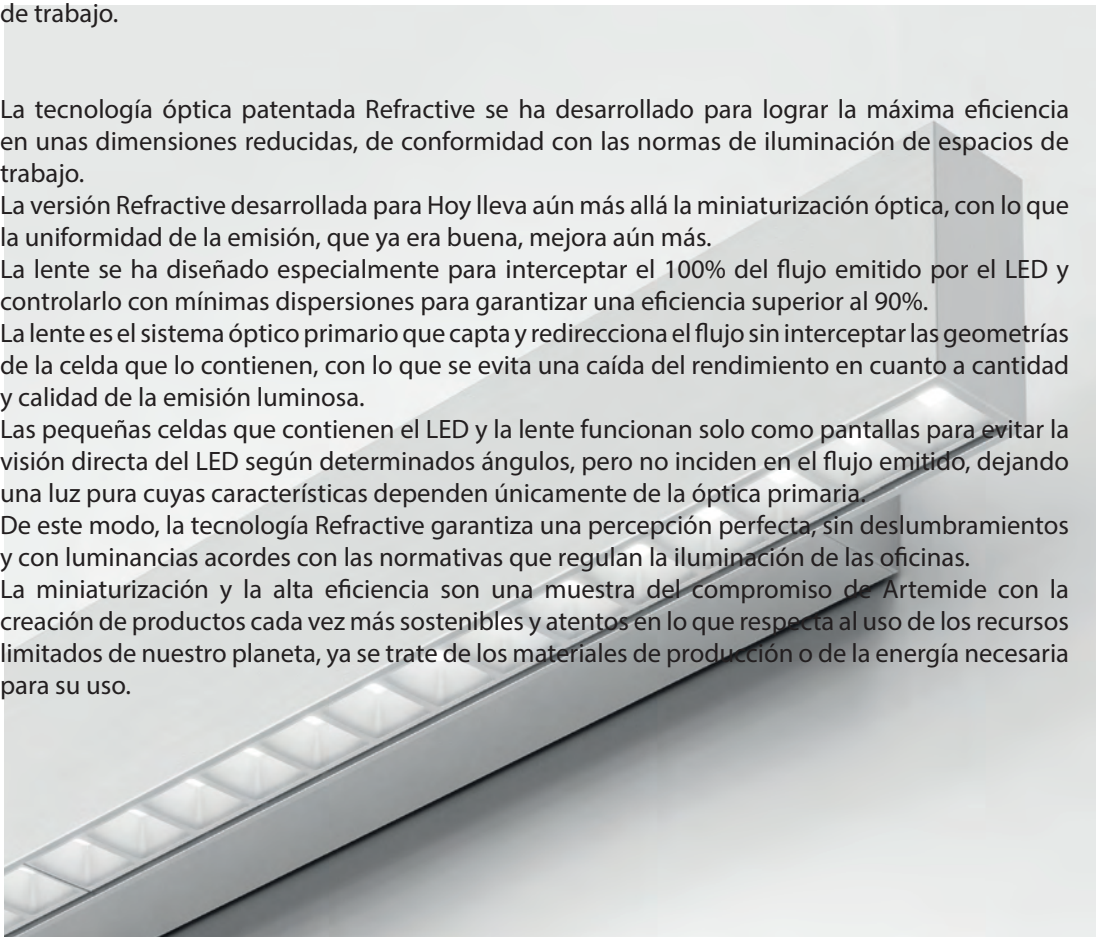 de trabajo.
La tecnología óptica patentada Refractive se ha desarrollado para lograr la máxima eficiencia
en unas dimensiones reducidas, de conformidad con las normas de iluminación de espacios de
trabajo.
La versión Refractive desarrollada para Hoy lleva aún más allá la miniaturización óptica, con lo que
la uniformidad de la emisión, que ya era buena, mejora aún más.
La lente se ha diseñado especialmente para interceptar el 100% del flujo emitido por el LED y
controlarlo con mínimas dispersiones para garantizar una eficiencia superior al 90%.
La lente es el sistema óptico primario que capta y redirecciona el flujo sin interceptar las geometrías
de la celda que lo contienen, con lo que se evita una caída del rendimiento en cuanto a cantidad
y calidad de la emisión luminosa.
Las pequeñas celdas que contienen el LED y la lente funcionan solo como pantallas para evitar la
visión directa del LED según determinados ángulos, pero no inciden en el flujo emitido, dejando
una luz pura cuyas características dependen únicamente de la óptica primaria.
De este modo, la tecnología Refractive garantiza una percepción perfecta, sin deslumbramientos
y con luminancias acordes con las normativas que regulan la iluminación de las oficinas.
La miniaturización y la alta eficiencia son una muestra del compromiso de Artemide con la
creación de productos cada vez más sostenibles y atentos en lo que respecta al uso de los recursos
limitados de nuestro planeta, ya se trate de los materiales de producción o de la energía necesaria
para su uso.